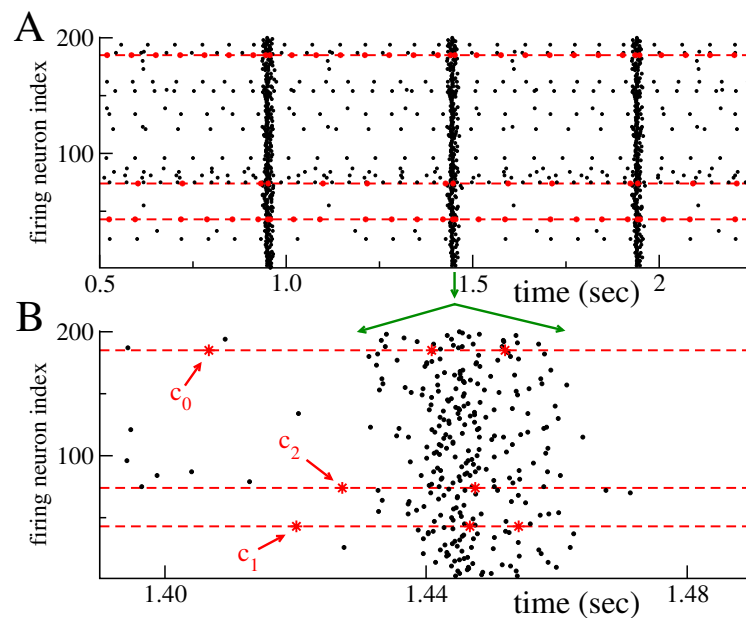 A
200
100
firing neuron index
0.5
1.0
1.5
2
time (sec)
B
200
100
firing neuron index
c0
c2
c1
1.40
1.44
1.48
time (sec)